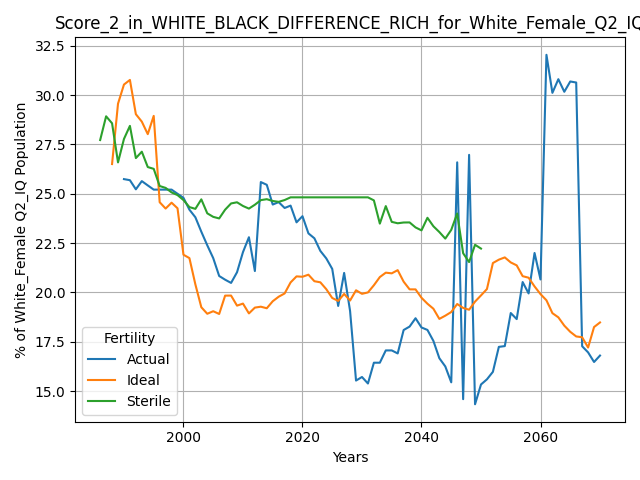 Score_2_in_WHITE_BLACK_DIFFERENCE_RICH_for_White_Female_Q2_IQ
32.5
30.0
27.5
25.0
22.5
20.0
17.5
15.0
% of White_Female Q2_IQ Population
Fertility
Actual
Ideal
Sterile
2000 2020 2040 2060
Years